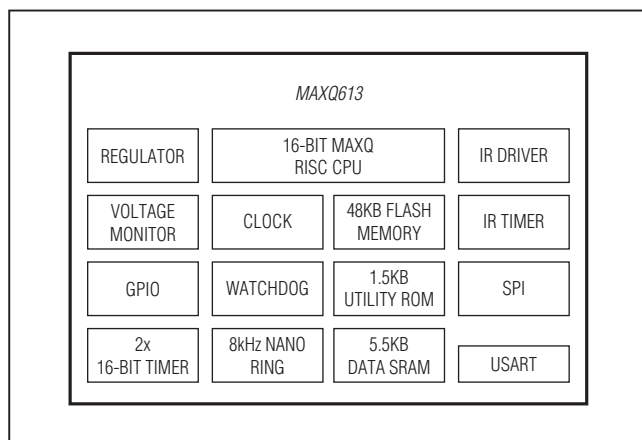 MAXQ613
REGULATOR
16-BIT MAXQ
RISC CPU
IR DRIVER
VOLTAGE
MONITOR
CLOCK
48KB FLASH
MEMORY
IR TIMER
GPIO
WATCHDOG
1.5KB
UTILITY ROM
SPI
2x
16-BIT TIMER
8kHz NANO
RING
5.5KB
DATA SRAM
USART